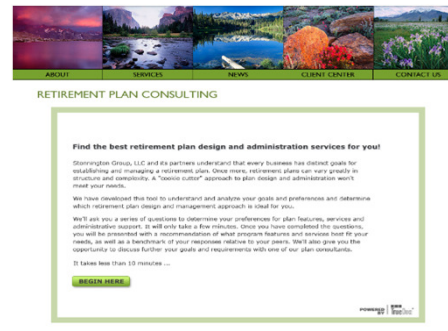 ABOUT
SERVICES
NEWS
CLIENT CENTER
CONTACT US
RETIREMENT PLAN CONSULTING
Find the best retirement plan design and administration services for you!
Stonnington Group, LLC and its partners understand that every business has distinct goals for
establishing and managing a retirement plan. Once more, retirement plans can vary greatly in
structure and complexity. A "cookie cutter" approach to plan design and administration won't
meet your needs.
We have developed this tool to understand and analyze your goals and preferences and determine
which retirement plan design and management approach is ideal for you.
We'll ask you a series of questions to determine your preferences for plan features, services and
administrative support. It will only take a few minutes. Once you have completed the questions,
you will be presented with a recommendation of what program features and services best fit your
needs, as well as a benchmark of your responses relative to your peers. We'll also give you the
opportunity to discuss further your goals and requirements with one of our plan consultants.
It takes less than 10 minutes ...
BEGIN HERE
POWERED
BY